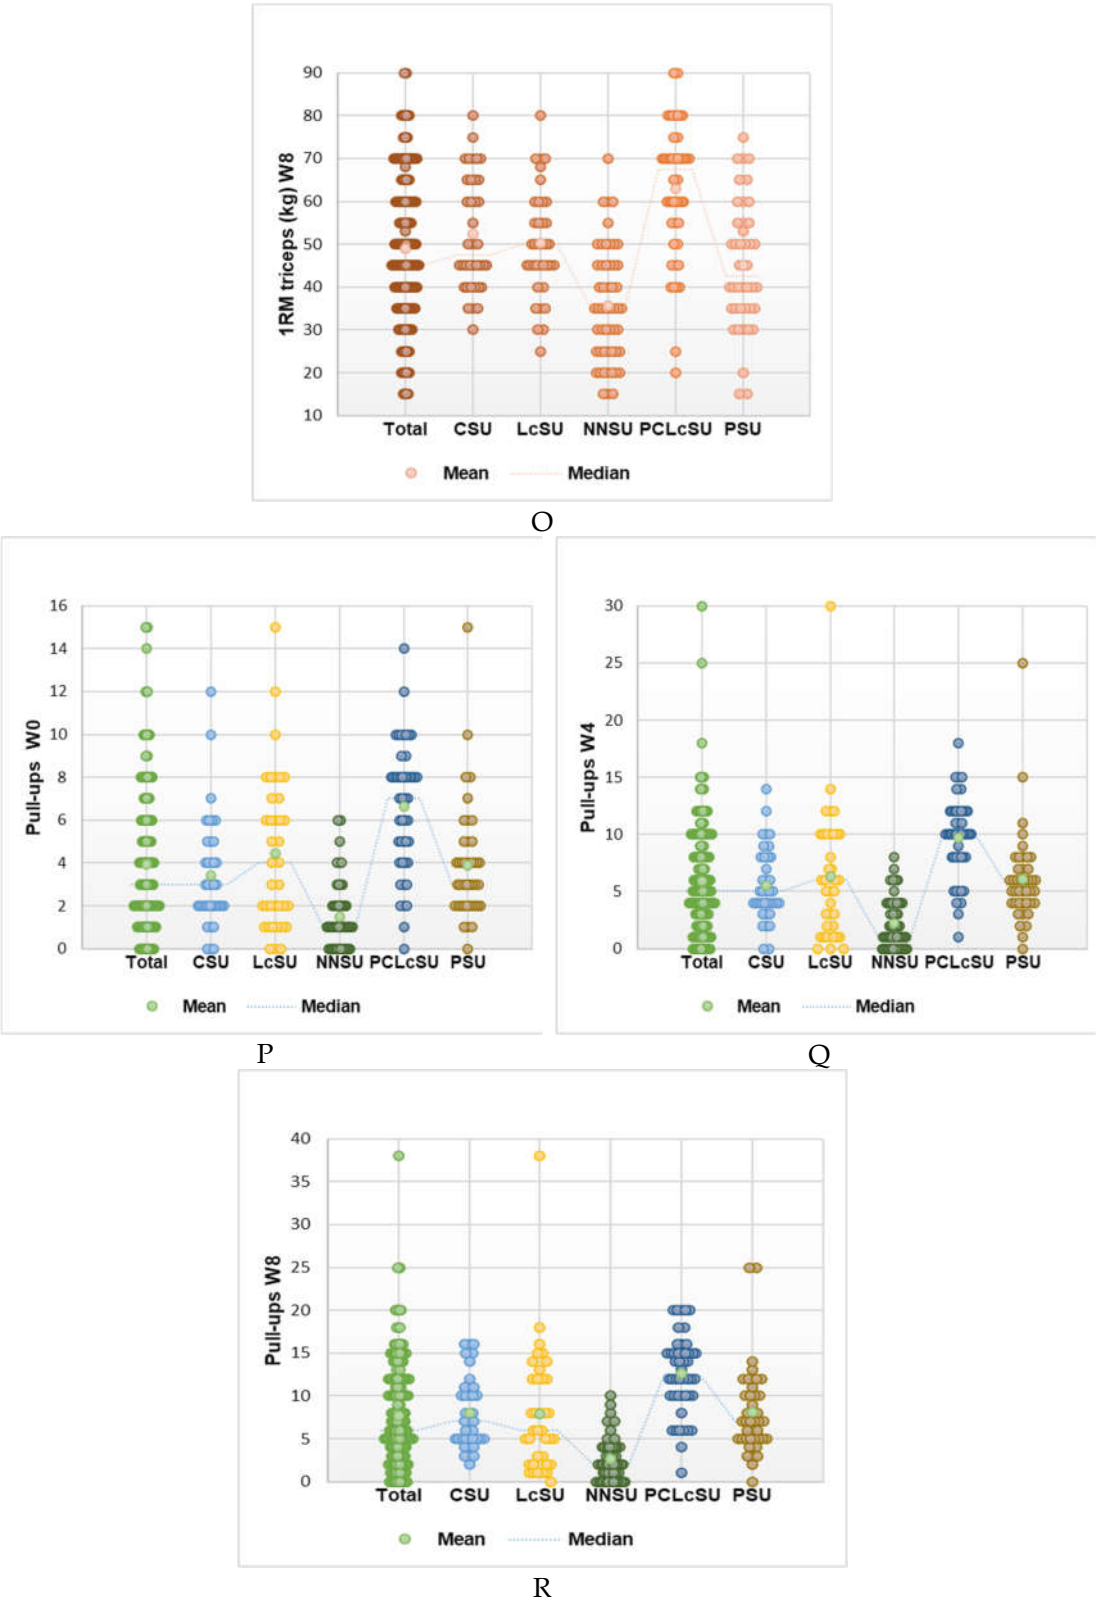 1RM triceps (kg) W8
90
80
70
60
50
40
30
20
10
Total CSU LcSU NNSU PCLcSU PSU
Mean Median
O
Pull-ups W0
16
14
12
10
8
6
4
2
0
Total CSU LcSU NNSU PCLcSU PSU
Mean Median
P
Pull-ups W4
30
25
20
15
10
5
0
Total CSU LcSU NNSU PCLcSU PSU
Mean Median
Q
Pull-ups W8
40
35
30
25
20
15
10
5
0
Total CSU LcSU NNSU PCLcSU PSU
Mean Median
R